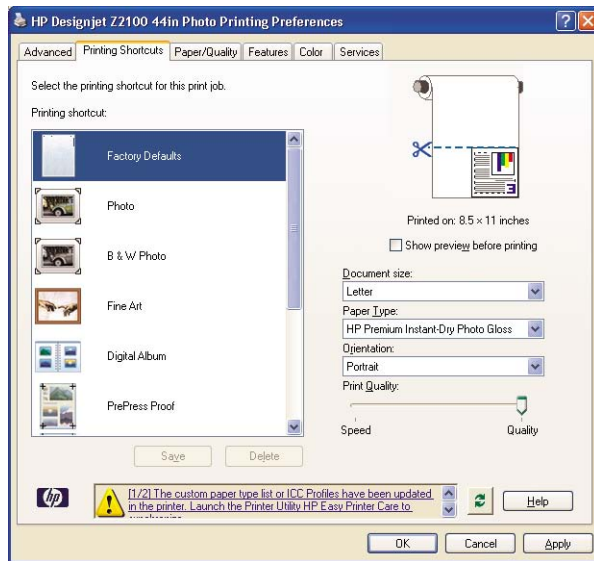 HP Designjet Z2100 44in Photo Printing Preferences
Advanced Printing Shortcuts Paper/Quality Features Color Services
Select the printing shortcut for this print job.
Printing shortcut:
Factory Defaults
Photo
B & W Photo
Fine Art
Digital Album
PrePress Proof
Save Delete
3
Printed on: 8.5 × 11 inches
Show preview before printing
Document size:
Letter
Paper Type:
HP Premium Instant-Dry Photo Gloss
Orientation:
Portrait
Print Quality:
Speed Quality
hp
[1/2] The custom paper type list or ICC Profiles have been updated
in the printer. Launch the Printer Utility HP Easy Printer Care to
Help
OK Cancel Apply